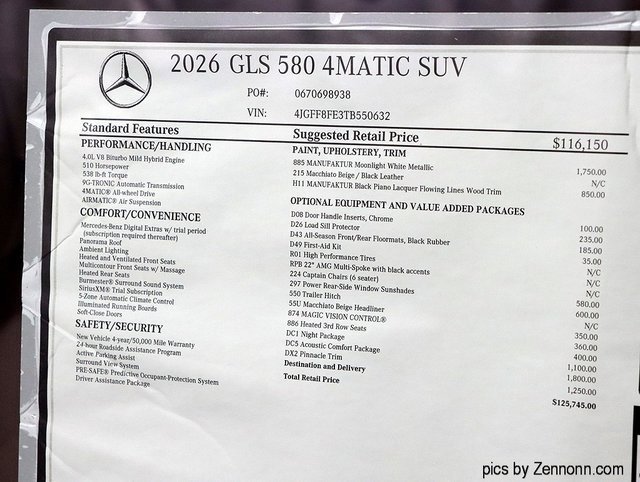 2026 GLS 580 4MATIC SUV
PO#: 0670698938
VIN: 4JGFF8FE3TB550632
Standard Features
PERFORMANCE/HANDLING
4.0L V8 Biturbo Mild Hybrid Engine
510 Horsepower
538 lb-ft Torque
9G-TRONIC Automatic Transmission
4MATIC® All-wheel Drive
AIRMATIC® Air Suspension
COMFORT/CONVENIENCE
Mercedes-Benz Digital Extras w/ trial period
(subscription required thereafter)
Panorama Roof
Ambient Lighting
Heated and Ventilated Front Seats
Multicontour Front Seats w/ Massage
Heated Rear Seats
Burmester® Surround Sound System
SiriusXM® Trial Subscription
5-Zone Automatic Climate Control
Illuminated Running Boards
Soft-Close Doors
SAFETY/SECURITY
New Vehicle 4-year/50,000 Mile Warranty
24-hour Roadside Assistance Program
Active Parking Assist
Surround View System
PRE-SAFE® Predictive Occupant-Protection System
Driver Assistance Package
Suggested Retail Price $116,150
PAINT, UPHOLSTERY, TRIM
885 MANUFAKTUR Moonlight White Metallic 1,750.00
215 Macchiato Beige / Black Leather N/C
H11 MANUFAKTUR Black Piano Lacquer Flowing Lines Wood Trim 850.00
OPTIONAL EQUIPMENT AND VALUE ADDED PACKAGES
D08 Door Handle Inserts, Chrome 100.00
D26 Load Sill Protector 235.00
D43 All-Season Front/Rear Floormats, Black Rubber 185.00
D49 First-Aid Kit 35.00
R01 High Performance Tires N/C
RPB 22" AMG Multi-Spoke with black accents N/C
224 Captain Chairs (6 seater) N/C
297 Power Rear-Side Window Sunshades 580.00
550 Trailer Hitch 600.00
55U Macchiato Beige Headliner N/C
874 MAGIC VISION CONTROL® 350.00
886 Heated 3rd Row Seats 360.00
DC1 Night Package 400.00
DC5 Acoustic Comfort Package 1,100.00
DX2 Pinnacle Trim 1,800.00
Destination and Delivery 1,250.00
Total Retail Price $125,745.00
pics by Zennonn.com